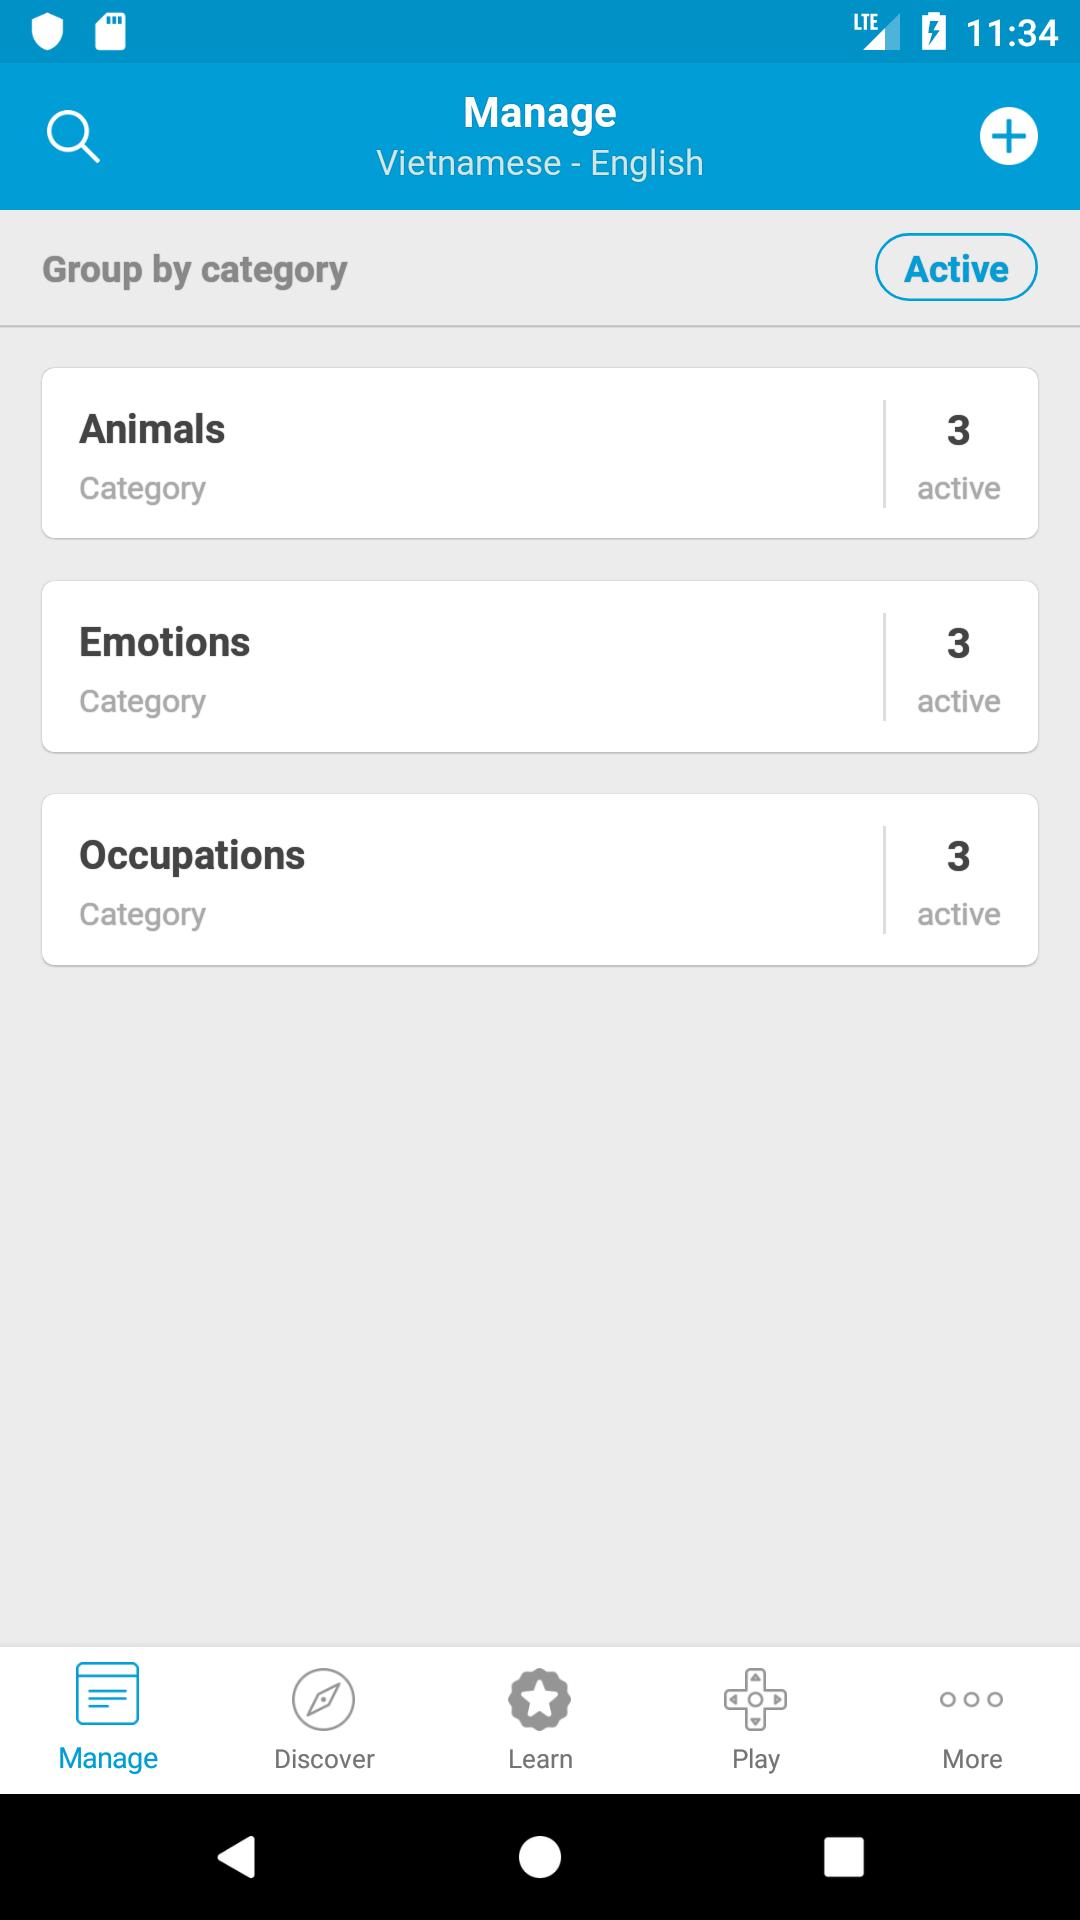 LTE 11:34
Manage
Vietnamese - English
Group by category
Active
Animals
3
Category
active
Emotions
3
Category
active
Occupations
3
Category
active
Manage
Discover
Learn
Play
More